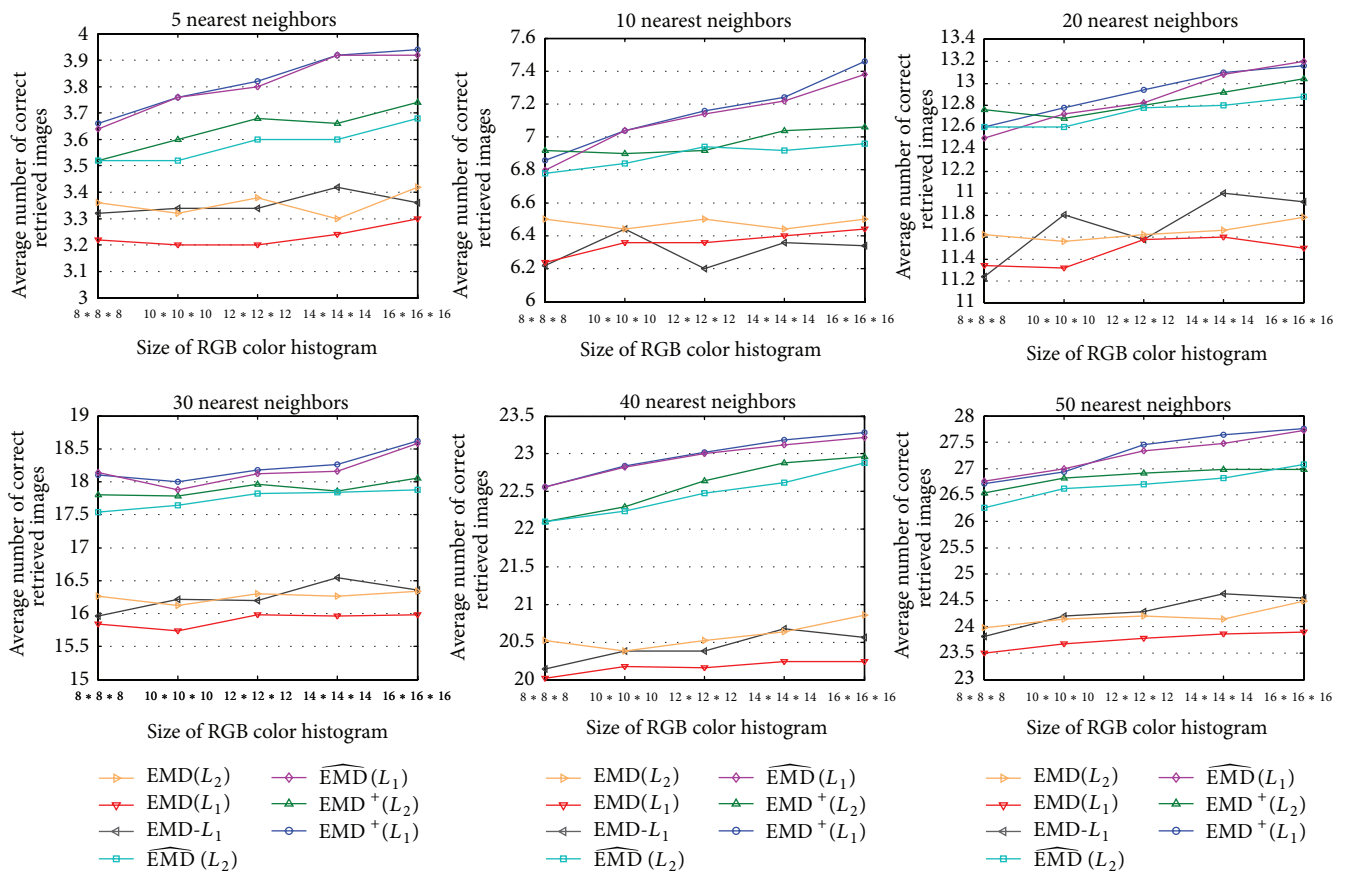 5 nearest neighbors
Average number of correct
retrieved images
4
3.9
3.8
3.7
3.6
3.5
3.4
3.3
3.2
3.1
3
8 * 8 * 8
10 * 10 * 10
12 * 12 * 12
14 * 14 * 14
16 * 16 * 16
Size of RGB color histogram
10 nearest neighbors
Average number of correct
retrieved images
7.6
7.4
7.2
7
6.8
6.6
6.4
6.2
6
8 * 8 * 8
10 * 10 * 10
12 * 12 * 12
14 * 14 * 14
16 * 16 * 16
Size of RGB color histogram
20 nearest neighbors
Average number of correct
retrieved images
13.4
13.2
13
12.8
12.6
11
11.8
11.6
11.4
11.2
11
8 * 8 * 8
10 * 10 * 10
12 * 12 * 12
14 * 14 * 14
16 * 16 * 16
Size of RGB color histogram
30 nearest neighbors
Average number of correct
retrieved images
19
18.5
18
17.5
17
16.5
16
15.5
15
8 * 8 * 8
10 * 10 * 10
12 * 12 * 12
14 * 14 * 14
16 * 16 * 16
Size of RGB color histogram
40 nearest neighbors
Average number of correct
retrieved images
23.5
23
22.5
22
21.5
21
20.5
20
8 * 8 * 8
10 * 10 * 10
12 * 12 * 12
14 * 14 * 14
16 * 16 * 16
Size of RGB color histogram
50 nearest neighbors
Average number of correct
retrieved images
28
27.5
27
26.5
26
25.5
25
24.5
24
23.5
23
8 * 8 * 8
10 * 10 * 10
12 * 12 * 12
14 * 14 * 14
16 * 16 * 16
Size of RGB color histogram
EMD(L₂)
EMD(L₁)
EMD-L₁
EMD̂(L₂)
EMD̂(L₁)
EMD⁺(L₂)
EMD⁺(L₁)
EMD(L₂)
EMD(L₁)
EMD-L₁
EMD̂(L₂)
EMD̂(L₁)
EMD⁺(L₂)
EMD⁺(L₁)
EMD(L₂)
EMD(L₁)
EMD-L₁
EMD̂(L₂)
EMD̂(L₁)
EMD⁺(L₂)
EMD⁺(L₁)